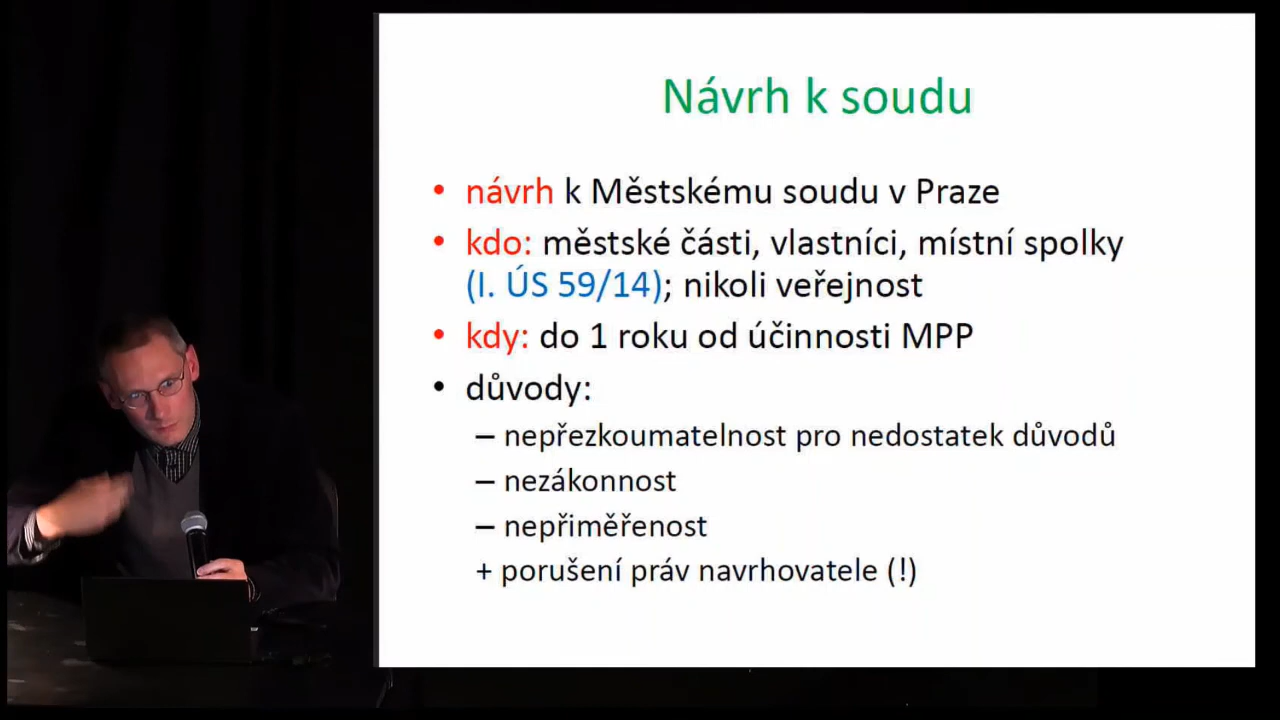 Návrh k soudu
• návrh k Městskému soudu v Praze
• kdo: městské části, vlastníci, místní spolky
(I. ÚS 59/14); nikoli veřejnost
• kdy: do 1 roku od účinnosti MPP
• důvody:
– nepřezkoumatelnost pro nedostatek důvodů
– nezákonnost
– nepřiměřenost
+ porušení práv navrhovatele (!)